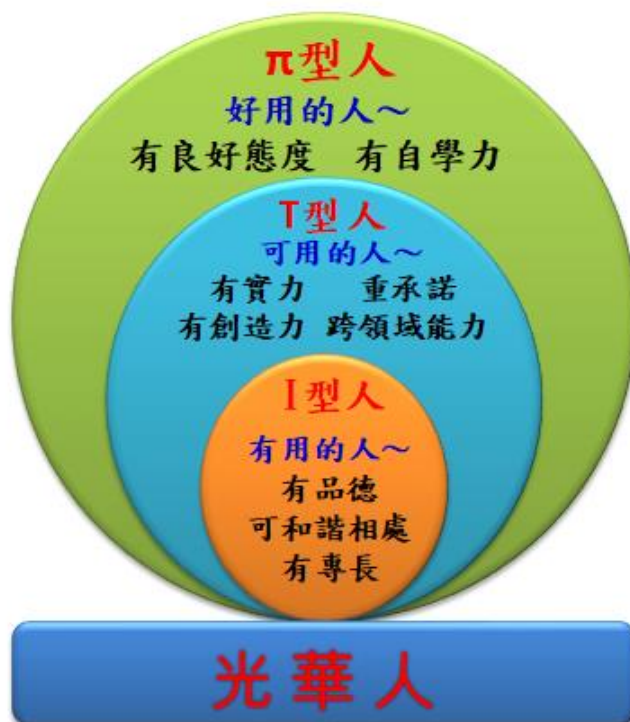 π型人
好用的人～
有良好態度　有自學力
T型人
可用的人～
有實力　重承諾
有創造力 跨領域能力
I型人
有用的人～
有品德
可和諧相處
有專長
光華人